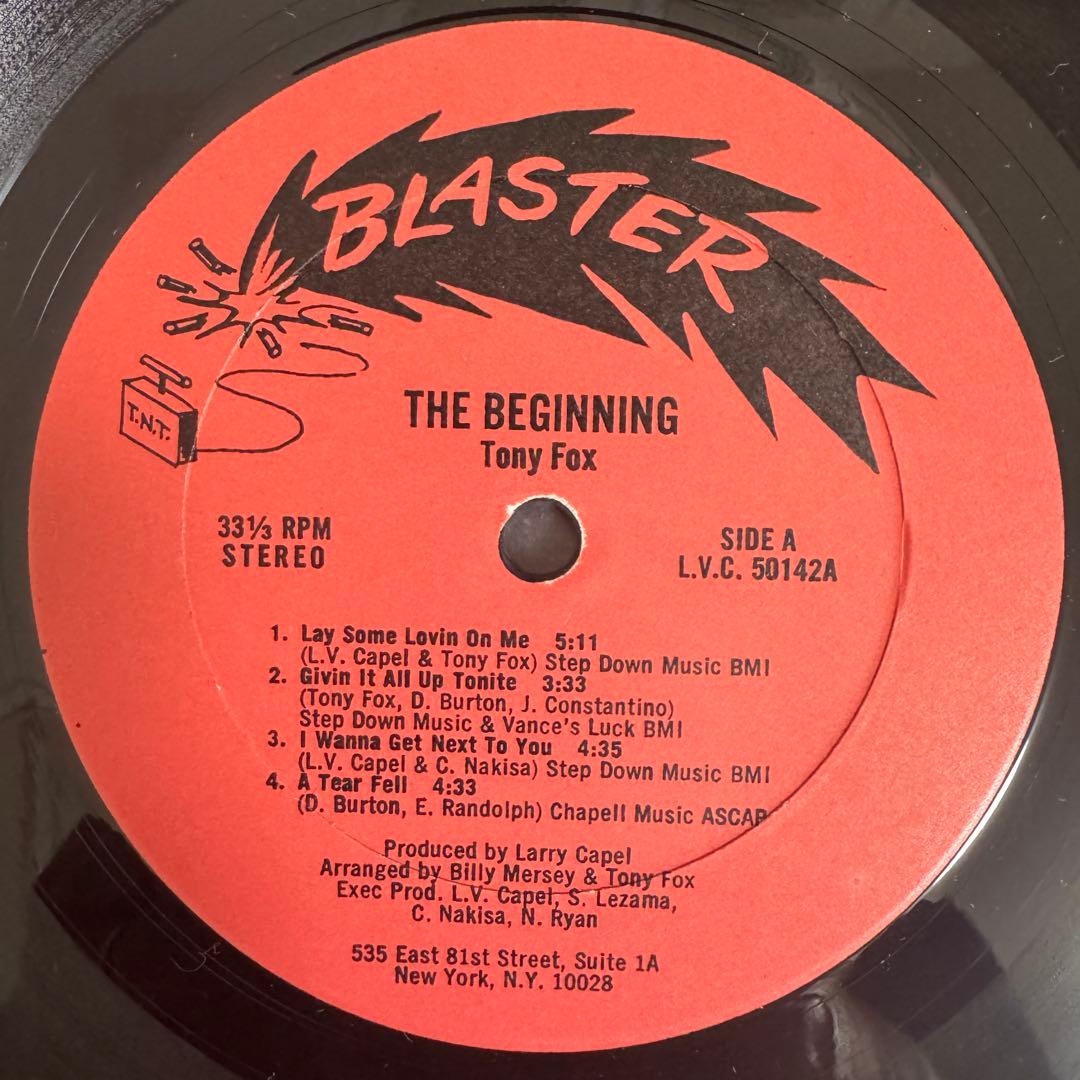 BLASTER
T.N.T.
THE BEGINNING
Tony Fox
33⅓ RPM
STEREO
SIDE A
L.V.C. 50142A
1. Lay Some Lovin On Me 5:11
(L.V. Capel & Tony Fox) Step Down Music BMI
2. Givin It All Up Tonite 3:33
(Tony Fox, D. Burton, J. Constantino)
Step Down Music & Vance's Luck BMI
3. I Wanna Get Next To You 4:35
(L.V. Capel & C. Nakisa) Step Down Music BMI
4. A Tear Fell 4:33
(D. Burton, E. Randolph) Chapell Music ASCAP
Produced by Larry Capel
Arranged by Billy Mersey & Tony Fox
Exec Prod. L.V. Capel, S. Lezama,
C. Nakisa, N. Ryan
535 East 81st Street, Suite 1A
New York, N.Y. 10028